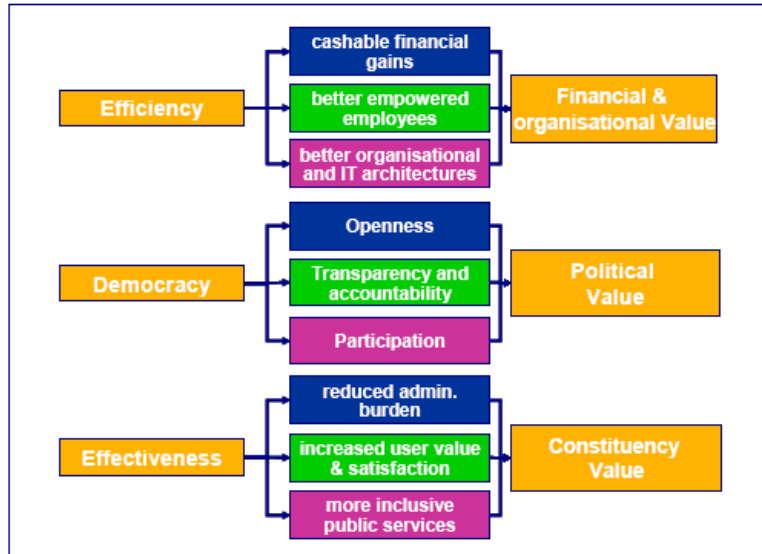 cashable financial
gains
Efficiency
better empowered
employees
Financial &
organisational Value
better organisational
and IT architectures
Openness
Democracy
Transparency and
accountability
Political
Value
Participation
reduced admin.
burden
Effectiveness
increased user value
& satisfaction
Constituency
Value
more inclusive
public services